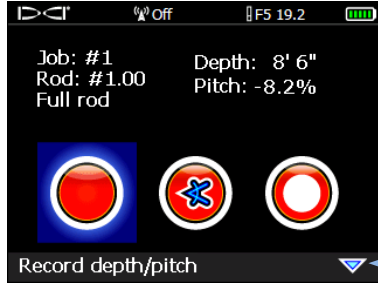 DCI
Off
F5 19.2
Job: #1
Rod: #1.00
Full rod
Depth: 8' 6"
Pitch: -8.2%
Record depth/pitch